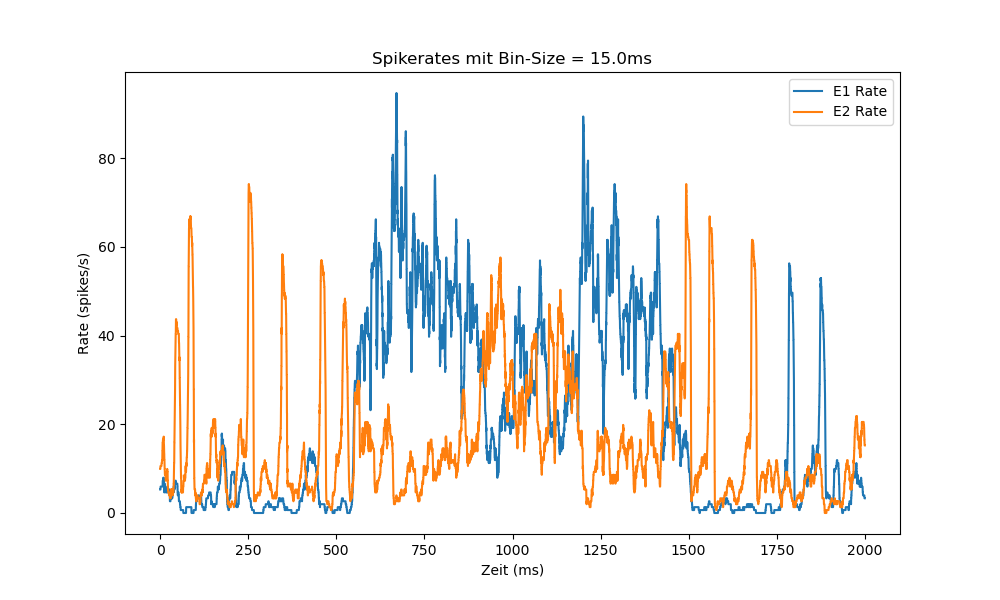 Spikerates mit Bin-Size = 15.0ms
E1 Rate
E2 Rate
80
60
40
20
0
Rate (spikes/s)
0 250 500 750 1000 1250 1500 1750 2000
Zeit (ms)